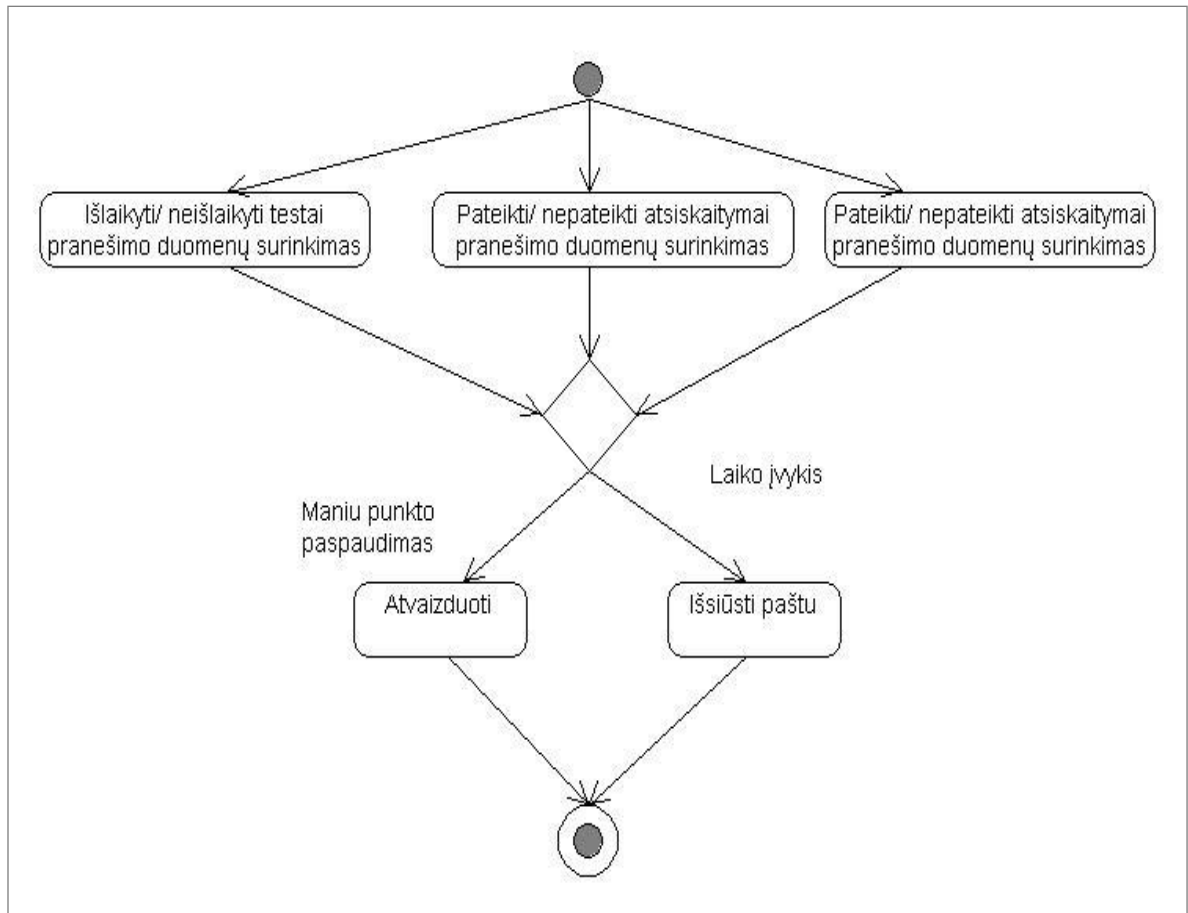 Išlaikyti/ neišlaikyti testai
pranešimo duomenų surinkimas
Pateikti/ nepateikti atsiskaitymai
pranešimo duomenų surinkimas
Pateikti/ nepateikti atsiskaitymai
pranešimo duomenų surinkimas
Laiko įvykis
Maniu punkto
paspaudimas
Atvaizduoti
Išsiūsti paštu